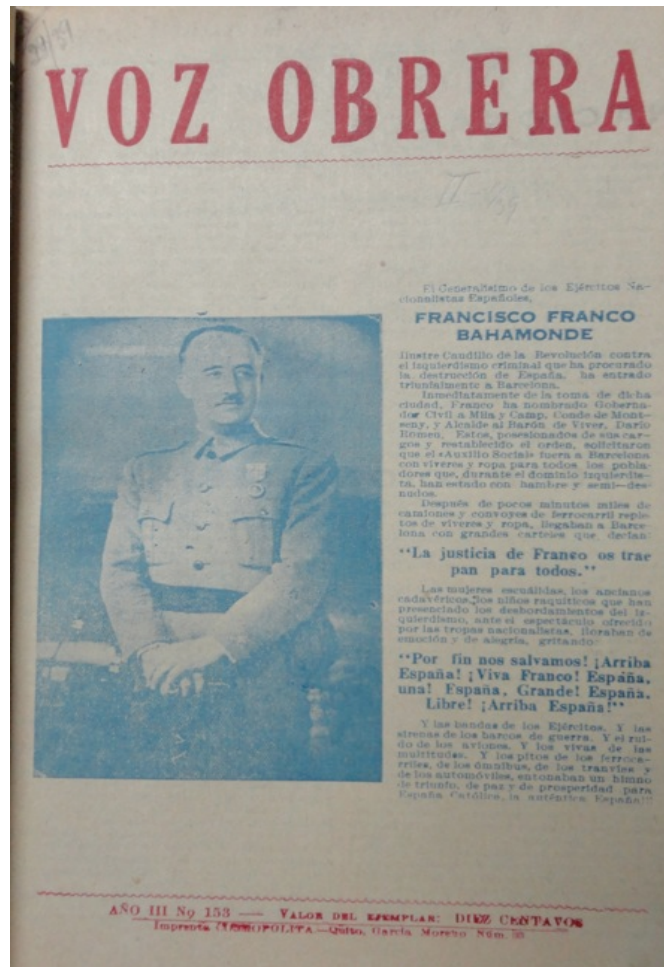 VOZ OBRERA
El Generalísimo de los Ejércitos Na-
cionalistas Españoles,
FRANCISCO FRANCO
BAHAMONDE
Ilustre Caudillo de la Revolución contra
el izquierdismo criminal que ha procurado
la destrucción de España, ha entrado
triunfalmente a Barcelona.
Inmediatamente de la toma de dicha
ciudad, Franco ha nombrado Goberna-
dor Civil a Mila y Camp, Conde de Mont-
seny, y Alcalde al Barón de Viver, Darío
Romeu. Estos, posesionados de sus car-
gos y restablecido el orden, solicitaron
que el «Auxilio Social» fuera a Barcelona
con víveres y ropa para todos los pobla-
dores que, durante el dominio izquierdis-
ta, han estado con hambre y semi-des-
nudos.
Después de pocos minutos miles de
camiones y convoyes de ferrocarril reple-
tos de víveres y ropa, llegaban a Barce-
lona con grandes carteles que decían:
“La justicia de Franco os trae
pan para todos.”
Las mujeres escuálidas, los ancianos
cadavéricos, los niños raquíticos que han
presenciado los desbordamientos del iz-
quierdismo, ante el espectáculo ofrecido
por las tropas nacionalistas, lloraban de
emoción y de alegría, gritando:
“Por fin nos salvamos! ¡Arriba
España! ¡Viva Franco! España,
una! España, Grande! España,
Libre! ¡Arriba España!”
Y las bandas de los Ejércitos. Y las
sirenas de los barcos de guerra. Y el rui-
do de los aviones. Y los vivas de las
multitudes. Y los pitos de los ferroca-
rriles, de los ómnibus, de los tranvías y
de los automóviles, entonaban un himno
de triunfo, de paz y de prosperidad para
España Católica, la auténtica España!!!
AÑO III No 153 — VALOR DEL EJEMPLAR: DIEZ CENTAVOS
Imprenta —Quito, García Moreno Núm.